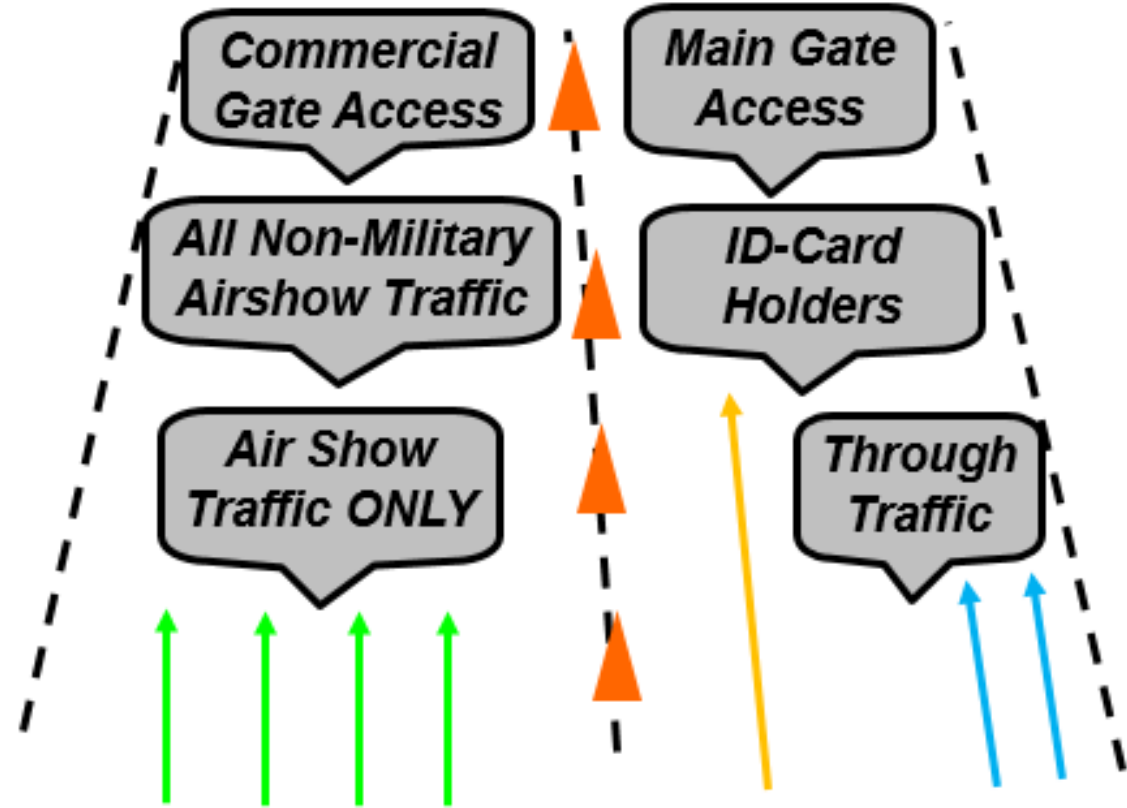 Commercial
Gate Access
Main Gate
Access
All Non-Military
Airshow Traffic
ID-Card
Holders
Air Show
Traffic ONLY
Through
Traffic